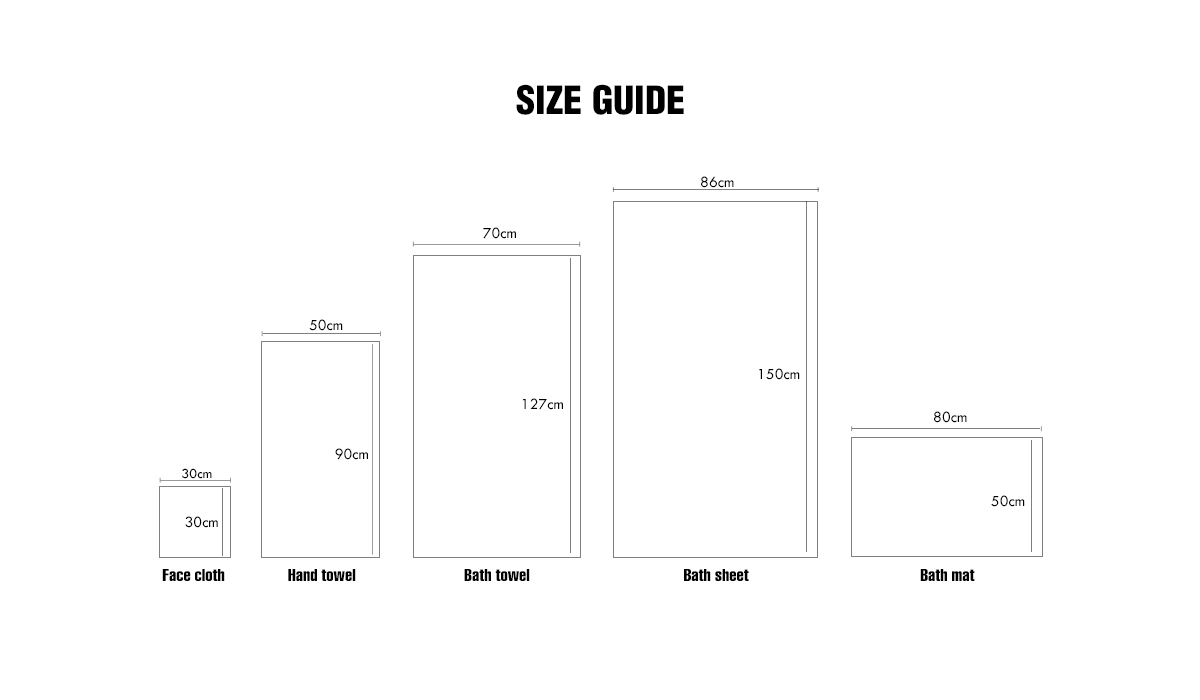 SIZE GUIDE
30cm
30cm
Face cloth
50cm
90cm
Hand towel
70cm
127cm
Bath towel
86cm
150cm
Bath sheet
80cm
50cm
Bath mat